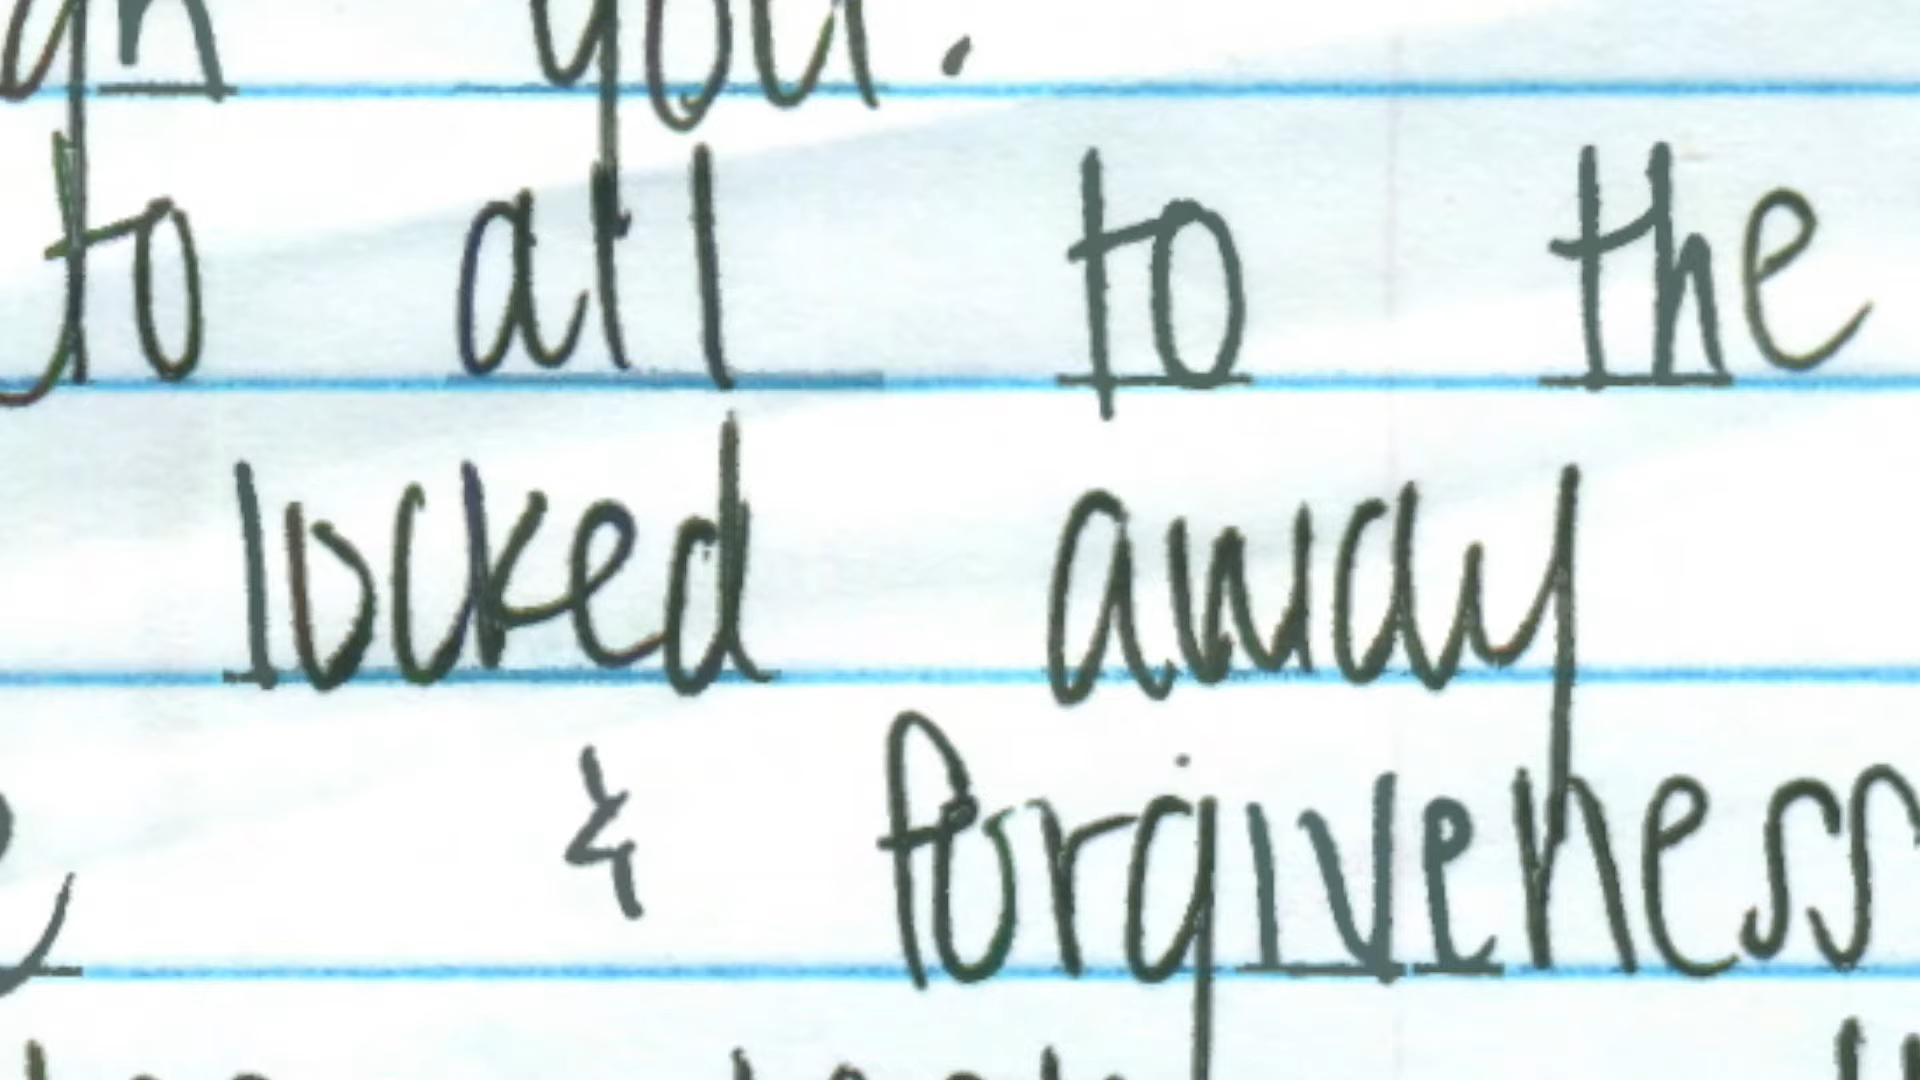 you.
to all to the
locked away
& forgiveness